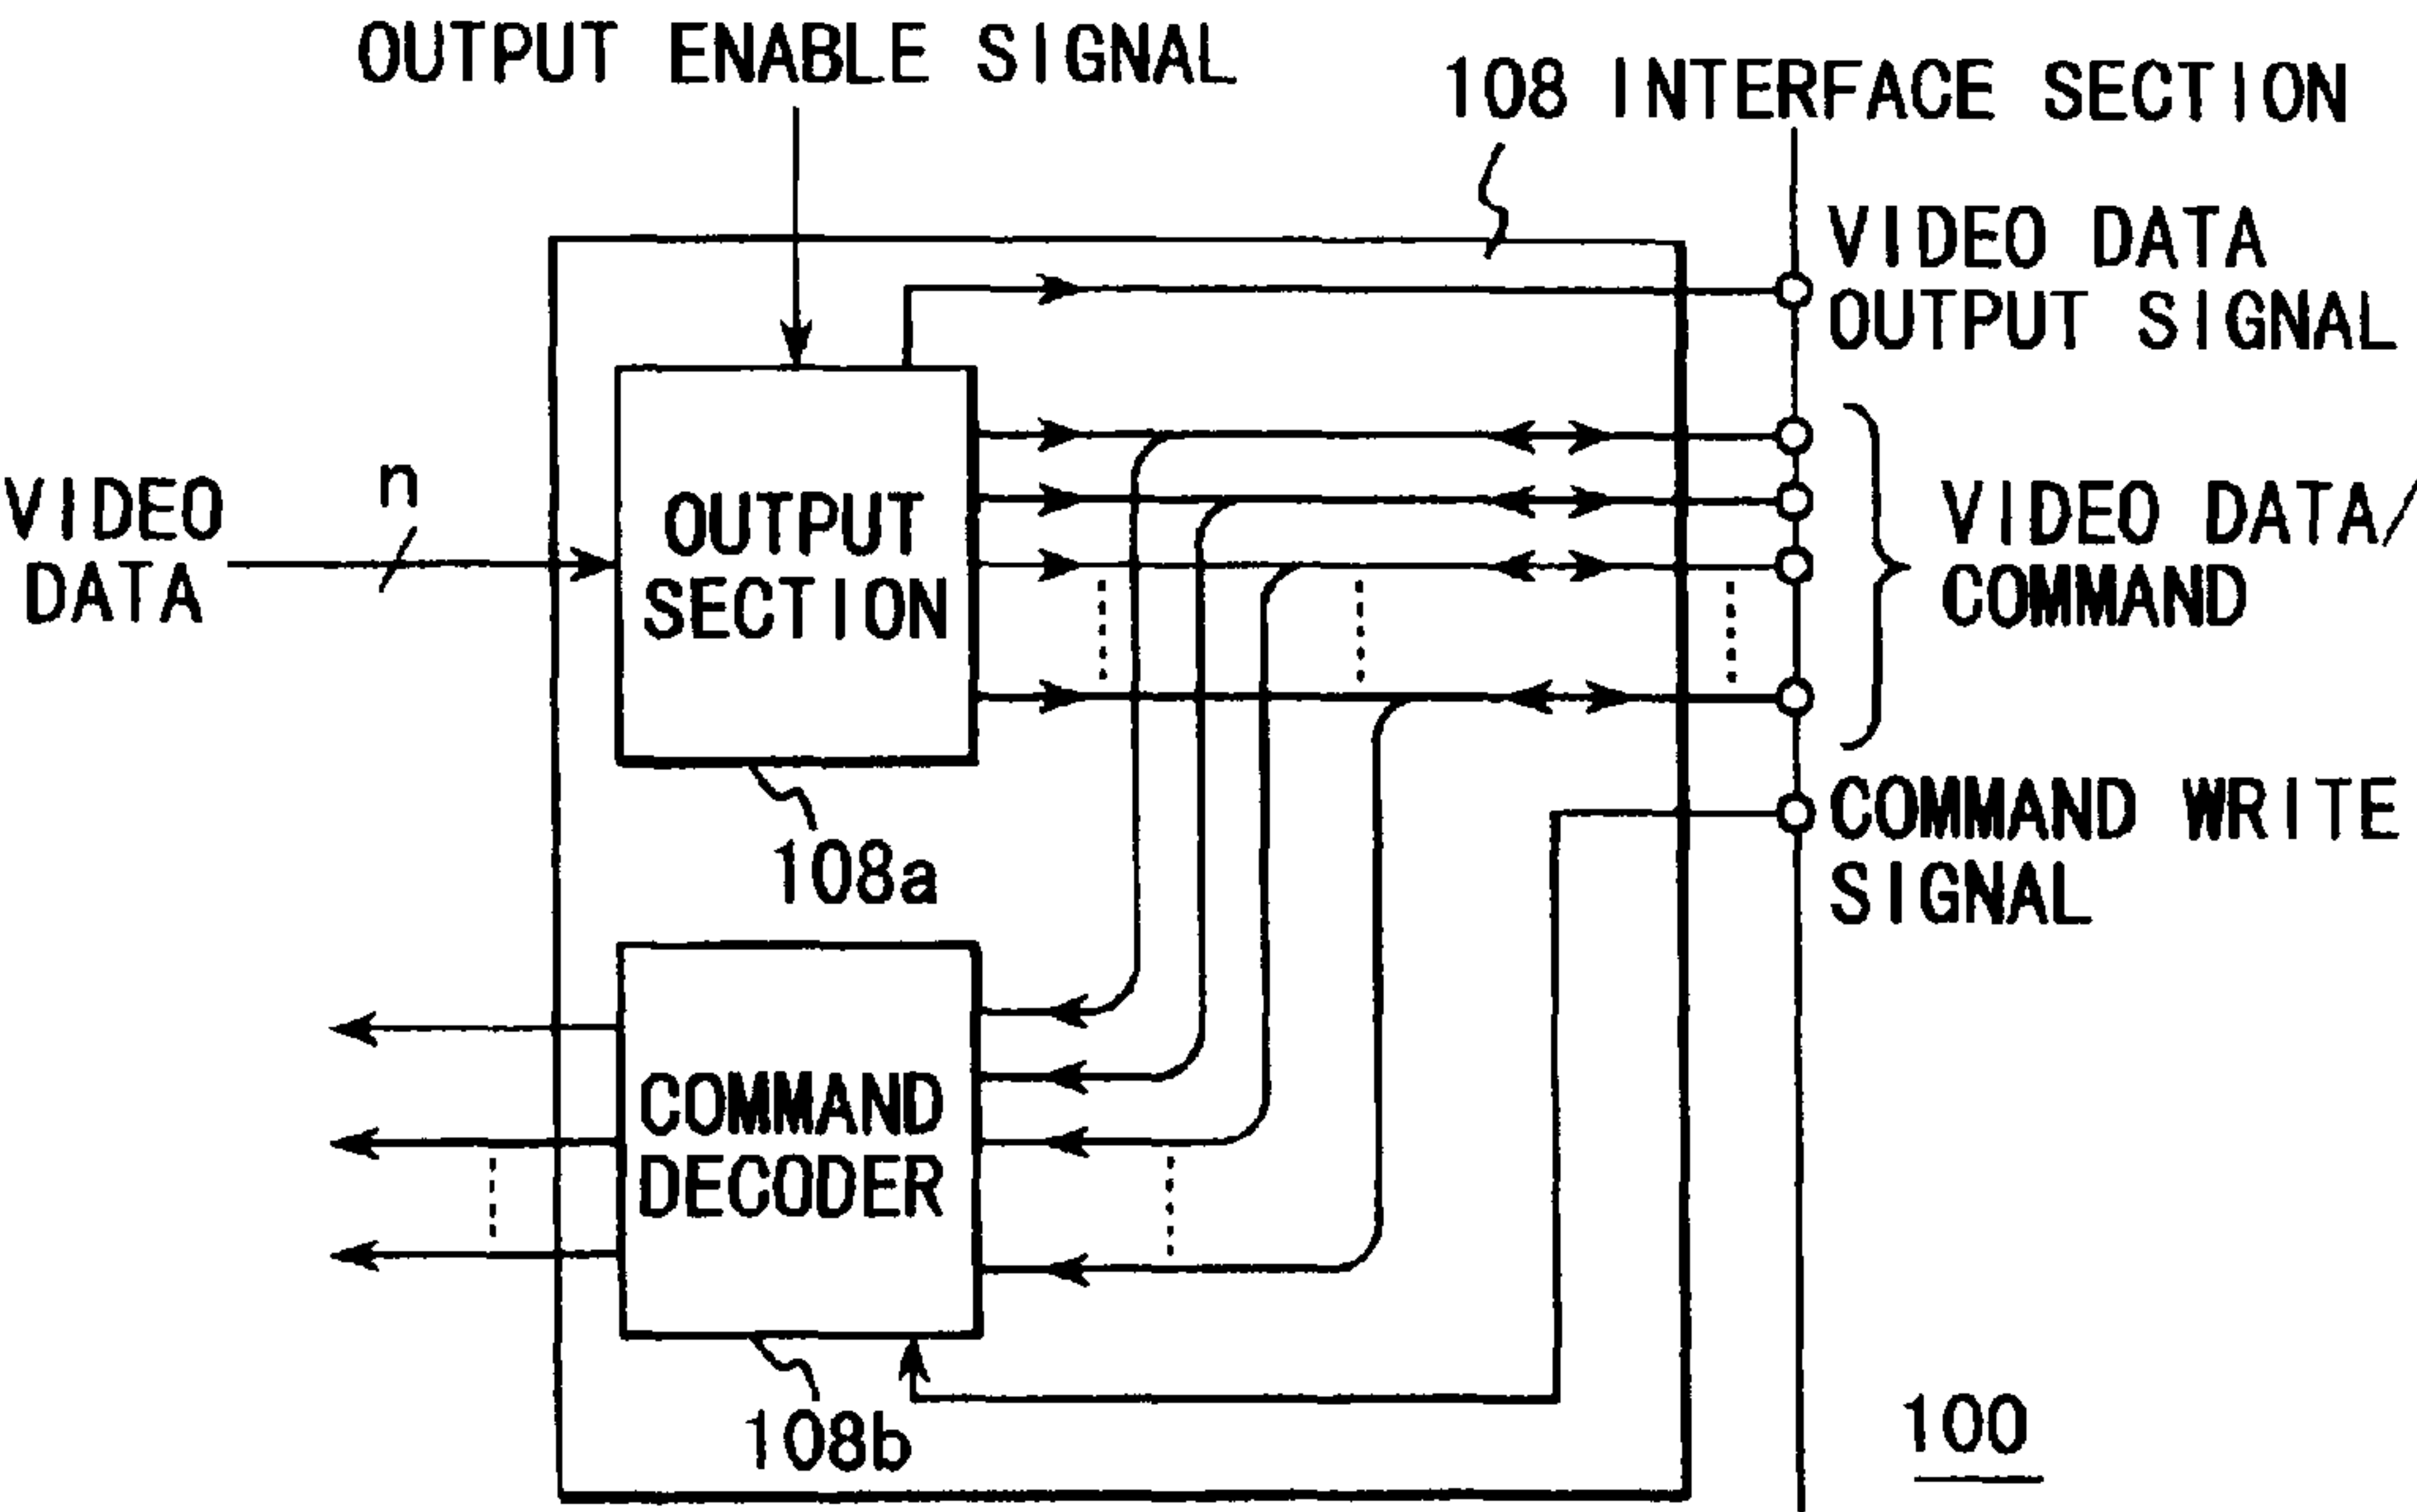 OUTPUT ENABLE SIGNAL
108 INTERFACE SECTION
VIDEO DATA
OUTPUT SIGNAL
VIDEO
DATA
n
OUTPUT
SECTION
VIDEO DATA/
COMMAND
108a
COMMAND WRITE
SIGNAL
COMMAND
DECODER
108b
100